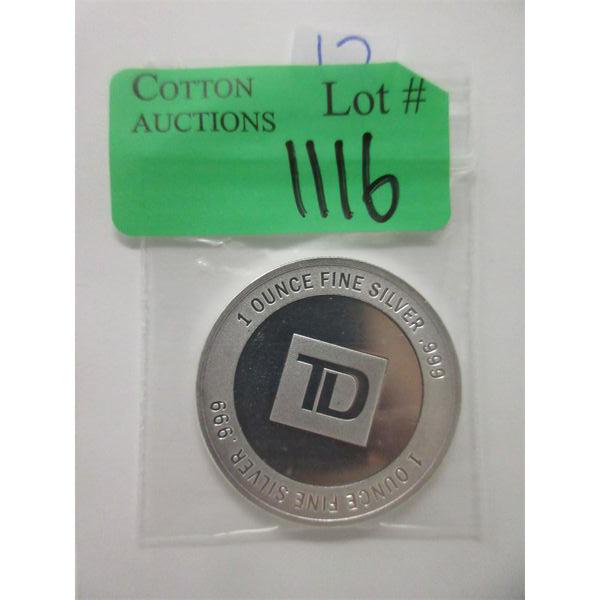 12
COTTON AUCTIONS
Lot #
1116
1 OUNCE FINE SILVER .999
TD
1 OUNCE FINE SILVER .999